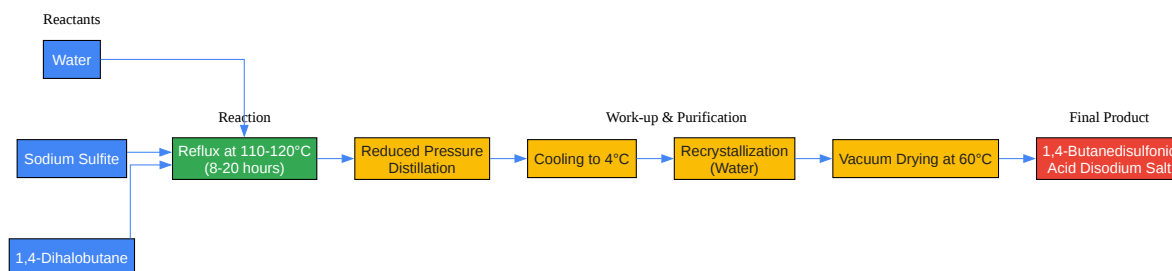 Reactants
Water
Reaction
Work-up & Purification
Final Product
Sodium Sulfite
Reflux at 110-120°C
(8-20 hours)
Reduced Pressure
Distillation
Cooling to 4°C
Recrystallization
(Water)
Vacuum Drying at 60°C
1,4-Butanedisulfonic
Acid Disodium Salt
1,4-Dihalobutane